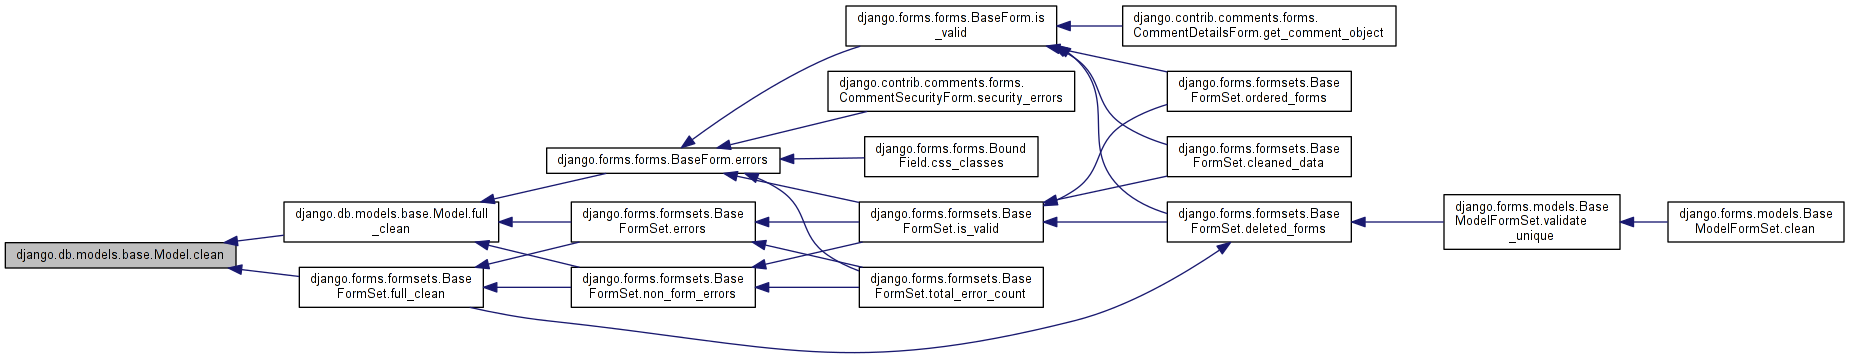 django.db.models.base.Model.clean
django.db.models.base.Model.full
_clean
django.forms.formsets.Base
FormSet.full_clean
django.forms.forms.BaseForm.errors
django.forms.formsets.Base
FormSet.errors
django.forms.formsets.Base
FormSet.non_form_errors
django.forms.forms.BaseForm.is
_valid
django.contrib.comments.forms.
CommentSecurityForm.security_errors
django.forms.forms.Bound
Field.css_classes
django.forms.formsets.Base
FormSet.is_valid
django.forms.formsets.Base
FormSet.total_error_count
django.contrib.comments.forms.
CommentDetailsForm.get_comment_object
django.forms.formsets.Base
FormSet.ordered_forms
django.forms.formsets.Base
FormSet.cleaned_data
django.forms.formsets.Base
FormSet.deleted_forms
django.forms.models.Base
ModelFormSet.validate
_unique
django.forms.models.Base
ModelFormSet.clean